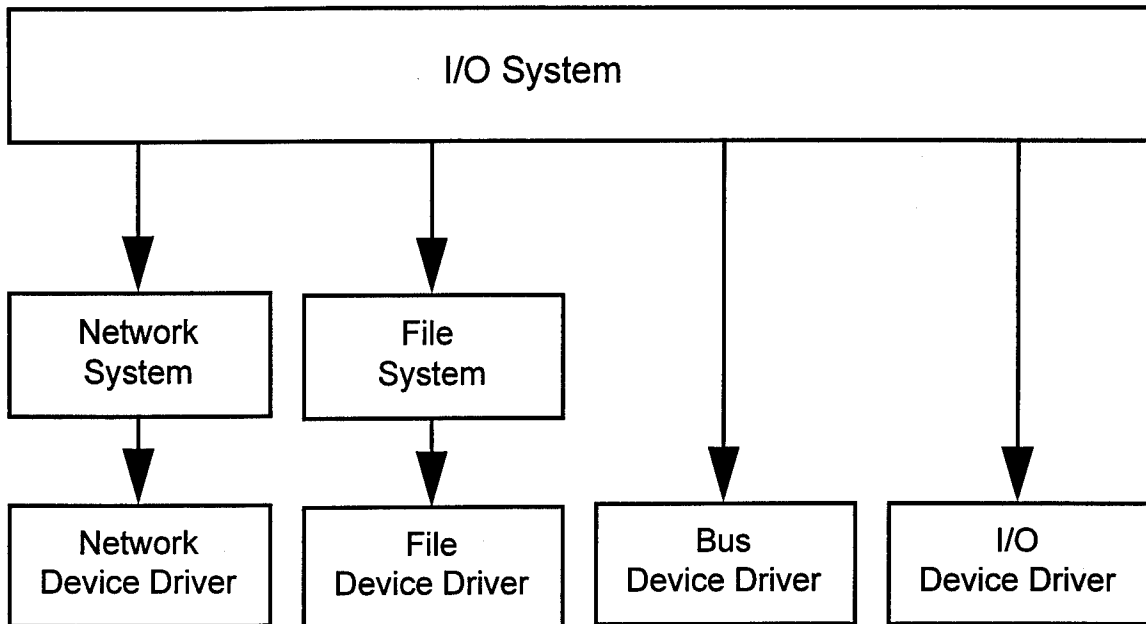 I/O System
Network
System
File
System
Network
Device Driver
File
Device Driver
Bus
Device Driver
I/O
Device Driver